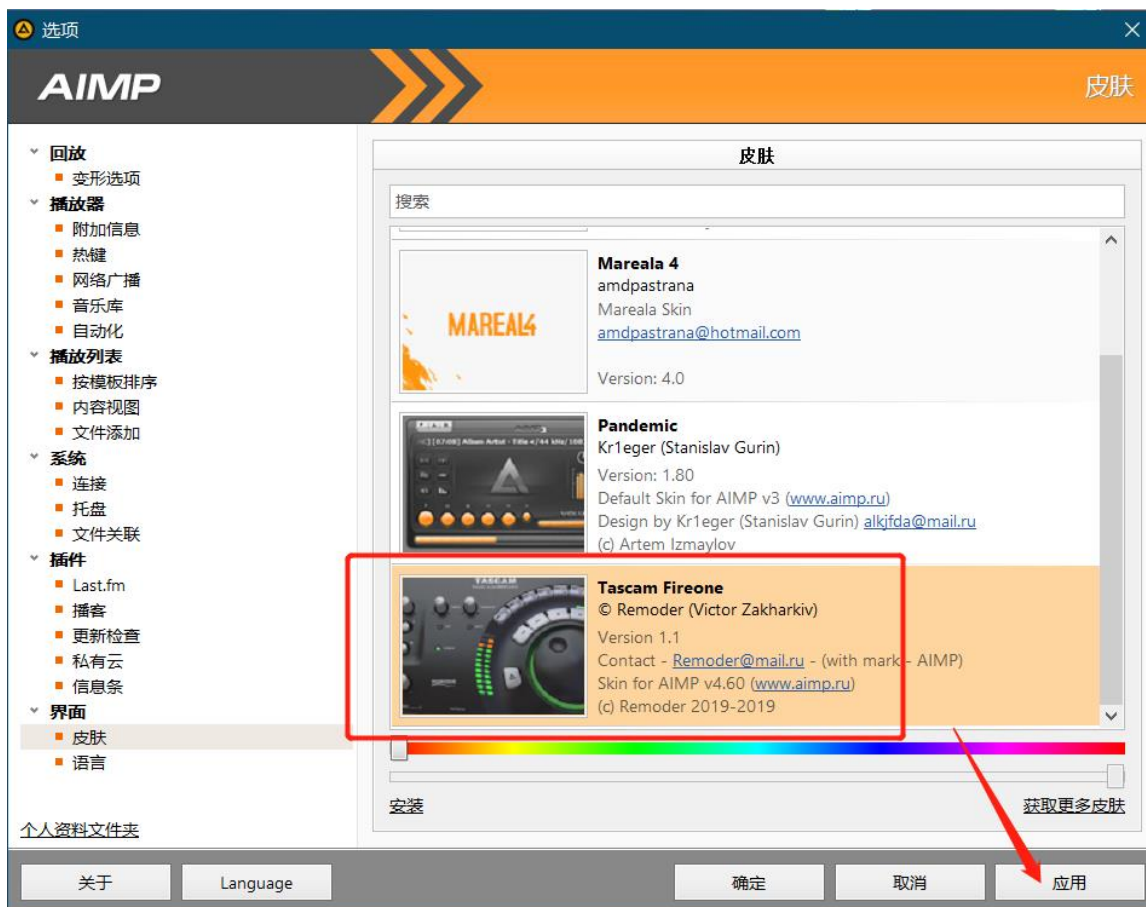 选项
AIMP
皮肤
回放
变形选项
播放器
附加信息
热键
网络广播
音乐库
自动化
播放列表
按模板排序
内容视图
文件添加
系统
连接
托盘
文件关联
插件
Last.fm
播客
更新检查
私有云
信息条
界面
皮肤
语言
个人资料文件夹
皮肤
搜索
MAREAL4
Mareala 4
amdpastrana
Mareala Skin
amdpastrana@hotmail.com
Version: 4.0
Pandemic
Kr1eger (Stanislav Gurin)
Version: 1.80
Default Skin for AIMP v3 (www.aimp.ru)
Design by Kr1eger (Stanislav Gurin) alkjfda@mail.ru
(c) Artem Izmaylov
TASCAM
Tascam Fireone
© Remoder (Victor Zakharkiv)
Version 1.1
Contact - Remoder@mail.ru - (with mark - AIMP)
Skin for AIMP v4.60 (www.aimp.ru)
(c) Remoder 2019-2019
安装
获取更多皮肤
关于
Language
确定
取消
应用